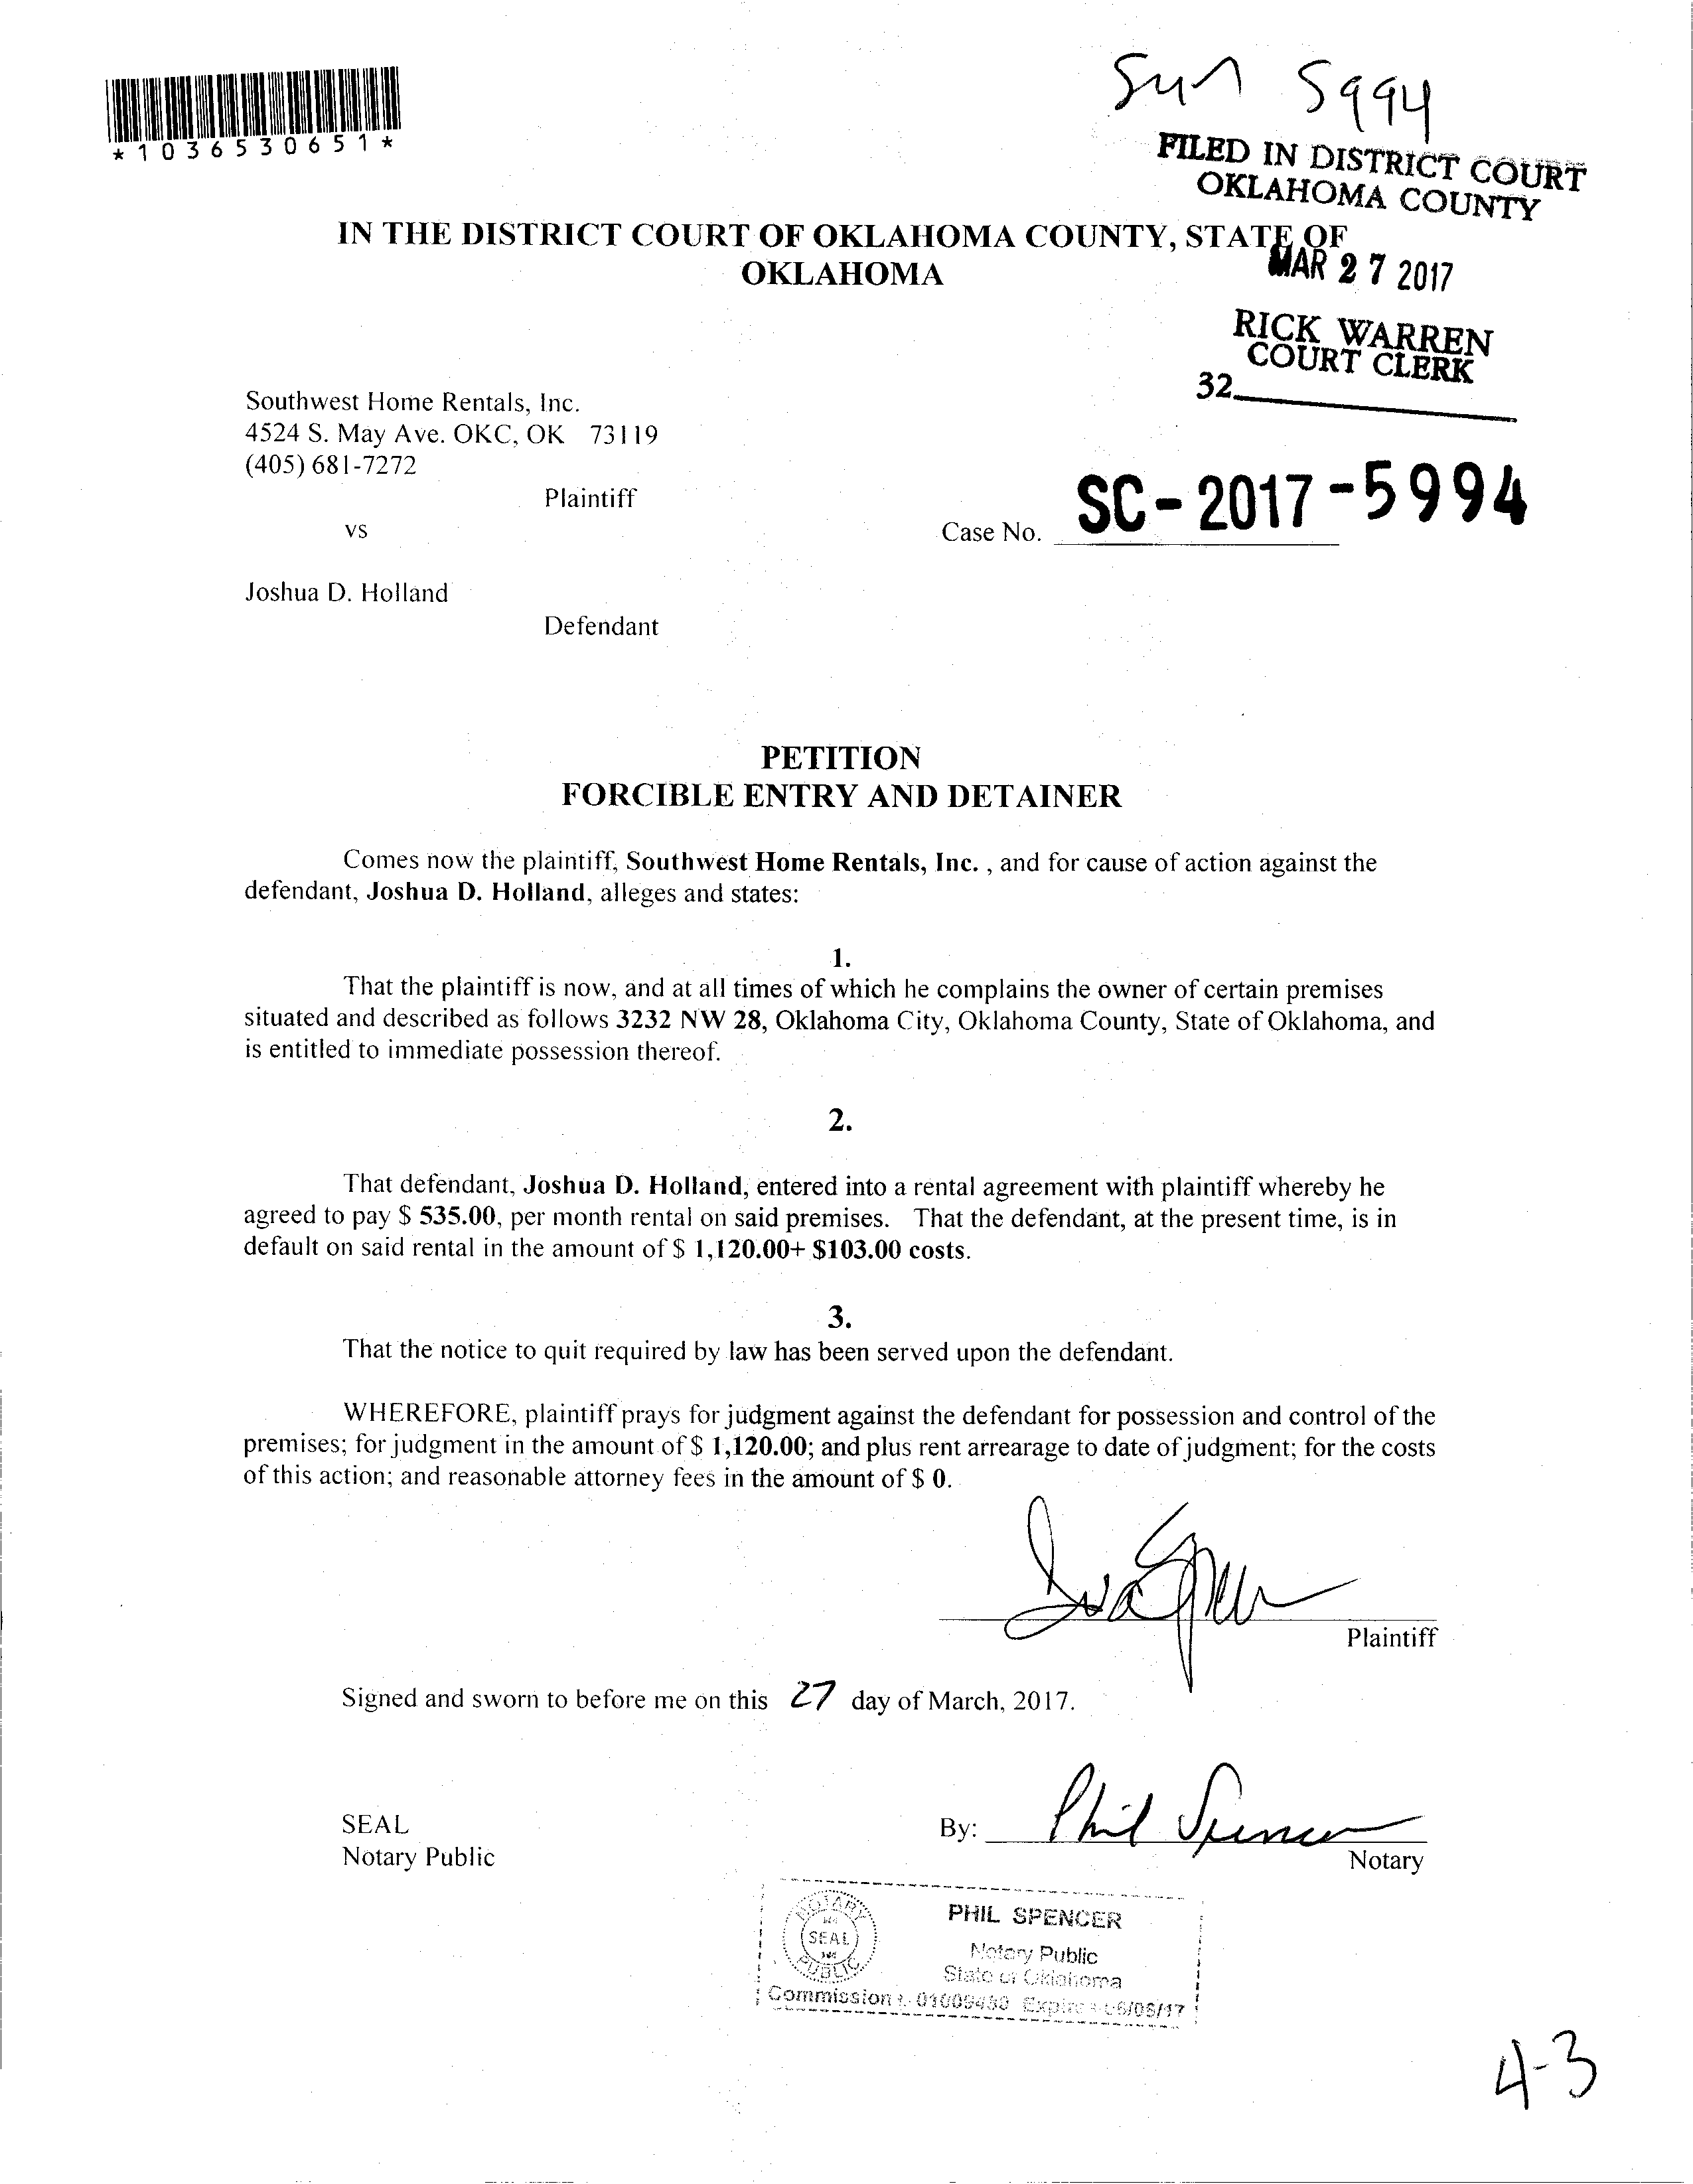 *1036530651*
5994
FILED IN DISTRICT COURT
OKLAHOMA COUNTY
IN THE DISTRICT COURT OF OKLAHOMA COUNTY, STATE OF
OKLAHOMA
MAR 27 2017
RICK WARREN
COURT CLERK
32
Southwest Home Rentals, Inc.
4524 S. May Ave. OKC, OK 73119
(405) 681-7272
Plaintiff
vs
Case No. SC-2017-5994
Joshua D. Holland
Defendant
PETITION
FORCIBLE ENTRY AND DETAINER
Comes now the plaintiff, Southwest Home Rentals, Inc. , and for cause of action against the
defendant, Joshua D. Holland, alleges and states:
1.
That the plaintiff is now, and at all times of which he complains the owner of certain premises
situated and described as follows 3232 NW 28, Oklahoma City, Oklahoma County, State of Oklahoma, and
is entitled to immediate possession thereof.
2.
That defendant, Joshua D. Holland, entered into a rental agreement with plaintiff whereby he
agreed to pay $ 535.00, per month rental on said premises. That the defendant, at the present time, is in
default on said rental in the amount of $ 1,120.00+ $103.00 costs.
3.
That the notice to quit required by law has been served upon the defendant.
WHEREFORE, plaintiff prays for judgment against the defendant for possession and control of the
premises; for judgment in the amount of $ 1,120.00; and plus rent arrearage to date of judgment; for the costs
of this action; and reasonable attorney fees in the amount of $ 0.
Plaintiff
Signed and sworn to before me on this 27 day of March, 2017.
SEAL
Notary Public
By: Phil Spencer
Notary
NOTARY
SEAL
PUBLIC
PHIL SPENCER
Notary Public
State of Oklahoma
Commission
4-3